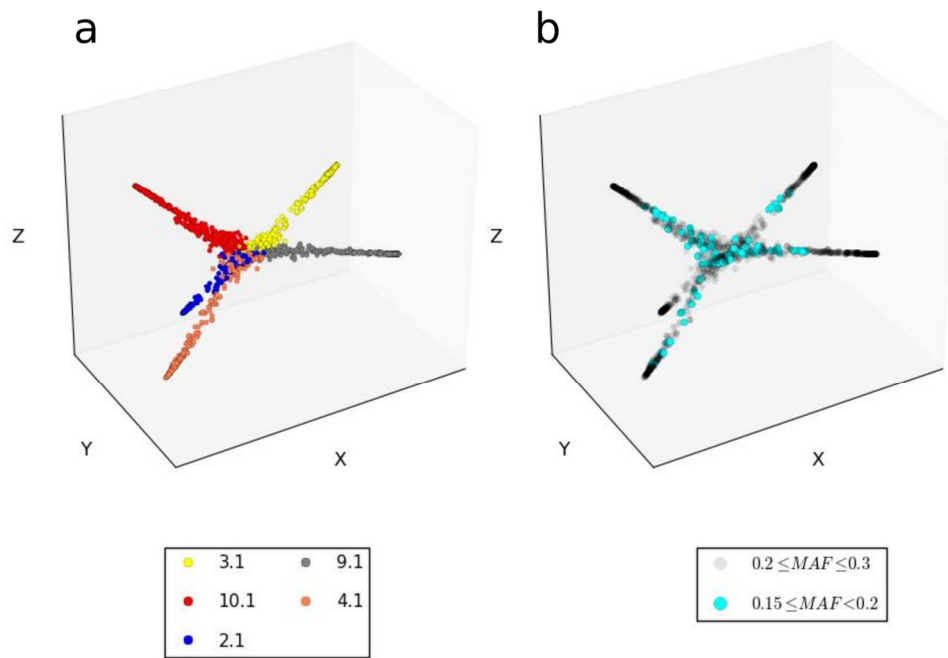 a
b
Z
Y
X
Z
Y
X
3.1
9.1
10.1
4.1
2.1
0.2 ≤MAF≤0.3
0.15 ≤MAF<0.2